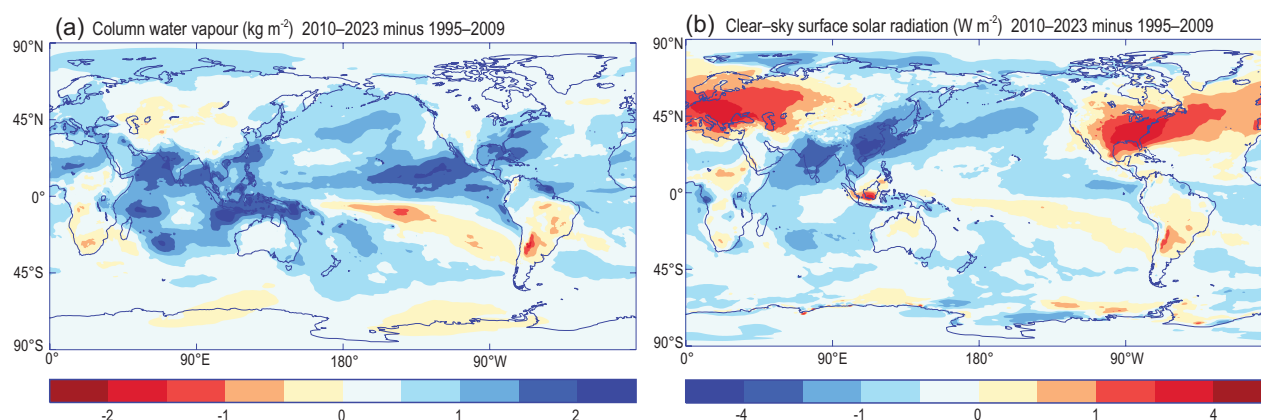 (a) Column water vapour (kg m⁻²) 2010–2023 minus 1995–2009
90°N
45°N
0°
45°S
90°S
0° 90°E 180° 90°W
-2 -1 0 1 2
(b) Clear–sky surface solar radiation (W m⁻²) 2010–2023 minus 1995–2009
90°N
45°N
0°
45°S
90°S
0° 90°E 180° 90°W
-4 -1 0 1 4